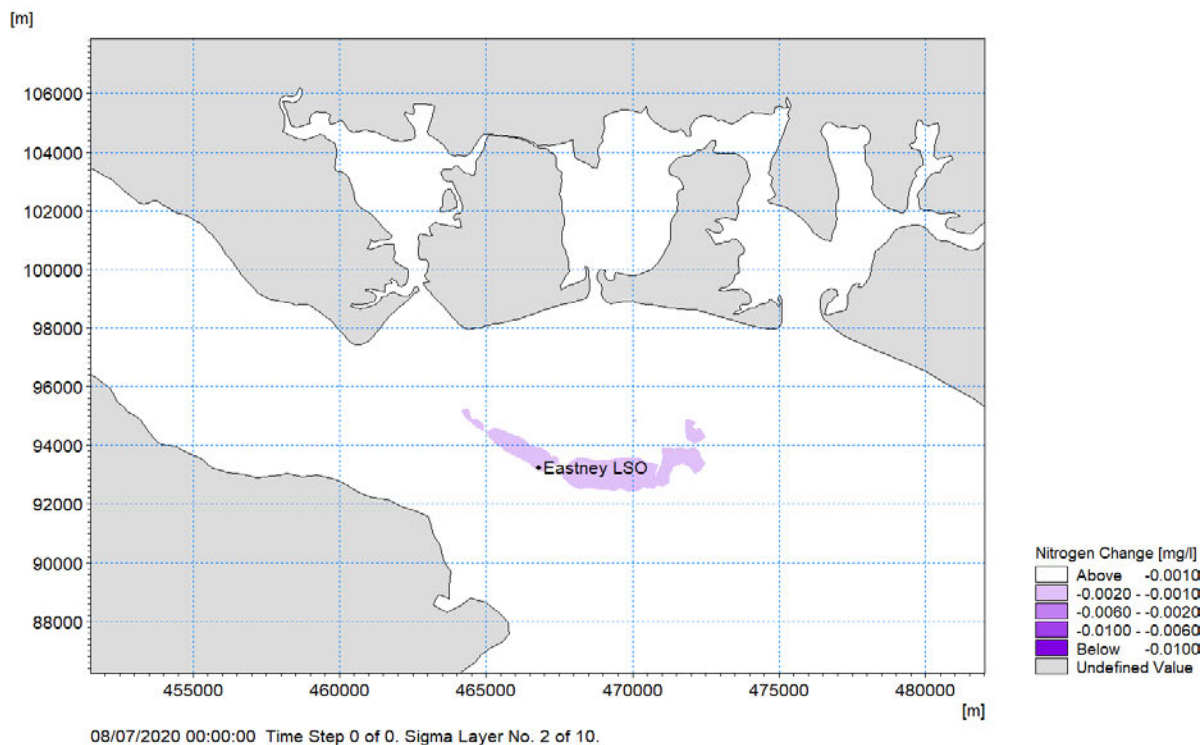 [m]
106000
104000
102000
100000
98000
96000
94000
92000
90000
88000
Eastney LSO
455000 460000 465000 470000 475000 480000
[m]
Nitrogen Change [mg/l]
Above -0.0010
-0.0020 - -0.0010
-0.0060 - -0.0020
-0.0100 - -0.0060
Below -0.0100
Undefined Value
08/07/2020 00:00:00 Time Step 0 of 0. Sigma Layer No. 2 of 10.